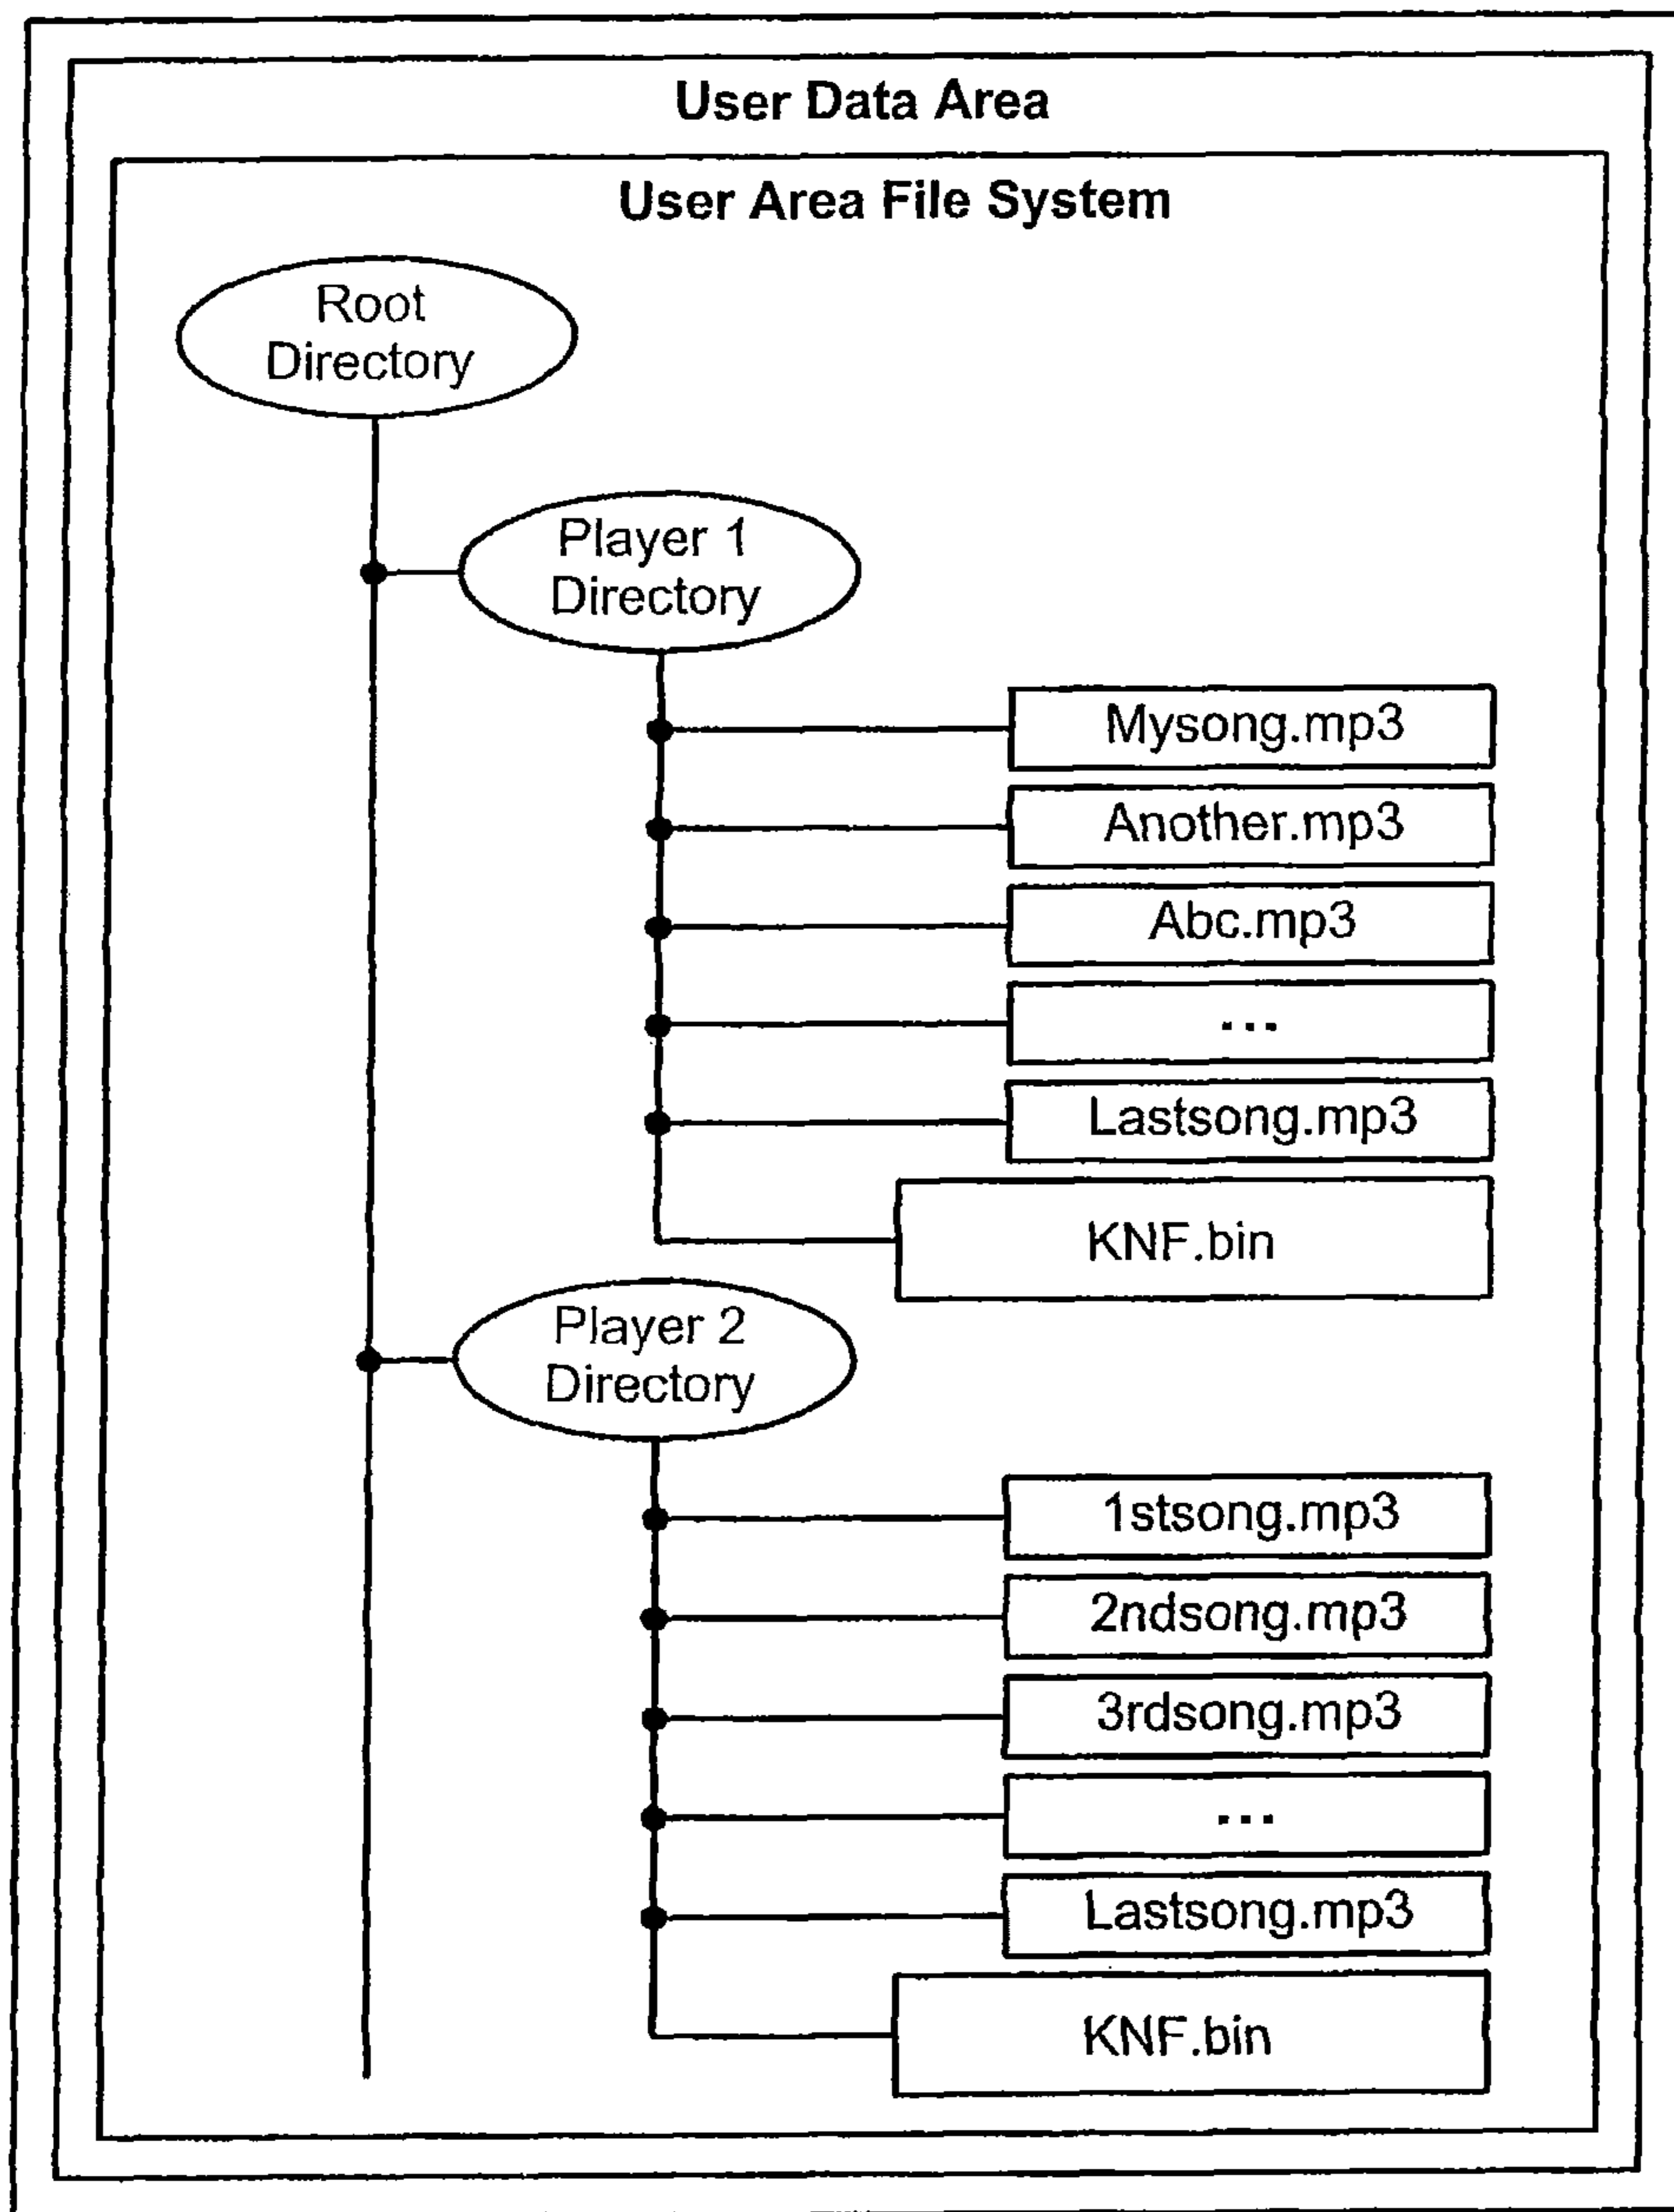 User Data Area
User Area File System
Root
Directory
Player 1
Directory
Mysong.mp3
Another.mp3
Abc.mp3
...
Lastsong.mp3
KNF.bin
Player 2
Directory
1stsong.mp3
2ndsong.mp3
3rdsong.mp3
...
Lastsong.mp3
KNF.bin